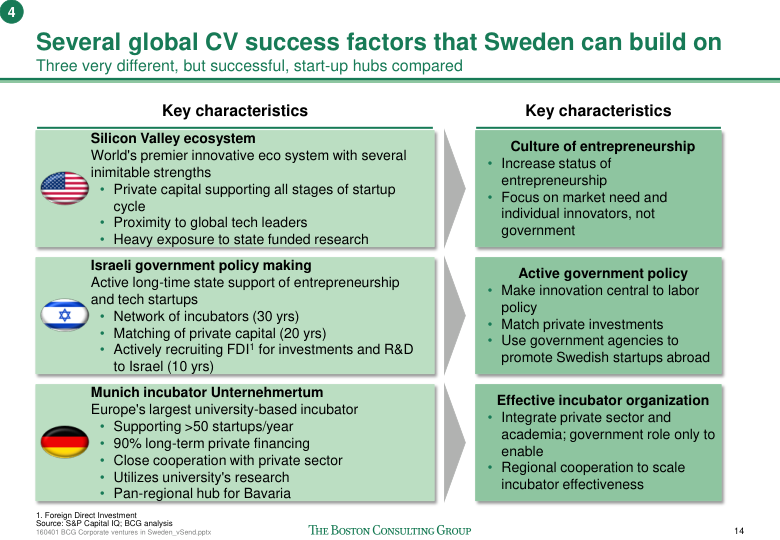 4
Several global CV success factors that Sweden can build on
Three very different, but successful, start-up hubs compared
Key characteristics
Silicon Valley ecosystem
World's premier innovative eco system with several
inimitable strengths
• Private capital supporting all stages of startup
cycle
• Proximity to global tech leaders
• Heavy exposure to state funded research
Israeli government policy making
Active long-time state support of entrepreneurship
and tech startups
• Network of incubators (30 yrs)
• Matching of private capital (20 yrs)
• Actively recruiting FDI¹ for investments and R&D
to Israel (10 yrs)
Munich incubator Unternehmertum
Europe's largest university-based incubator
• Supporting >50 startups/year
• 90% long-term private financing
• Close cooperation with private sector
• Utilizes university's research
• Pan-regional hub for Bavaria
Key characteristics
Culture of entrepreneurship
• Increase status of
entrepreneurship
• Focus on market need and
individual innovators, not
government
Active government policy
• Make innovation central to labor
policy
• Match private investments
• Use government agencies to
promote Swedish startups abroad
Effective incubator organization
• Integrate private sector and
academia; government role only to
enable
• Regional cooperation to scale
incubator effectiveness
1. Foreign Direct Investment
Source: S&P Capital IQ; BCG analysis
160401 BCG Corporate ventures in Sweden_vSend.pptx
THE BOSTON CONSULTING GROUP
14